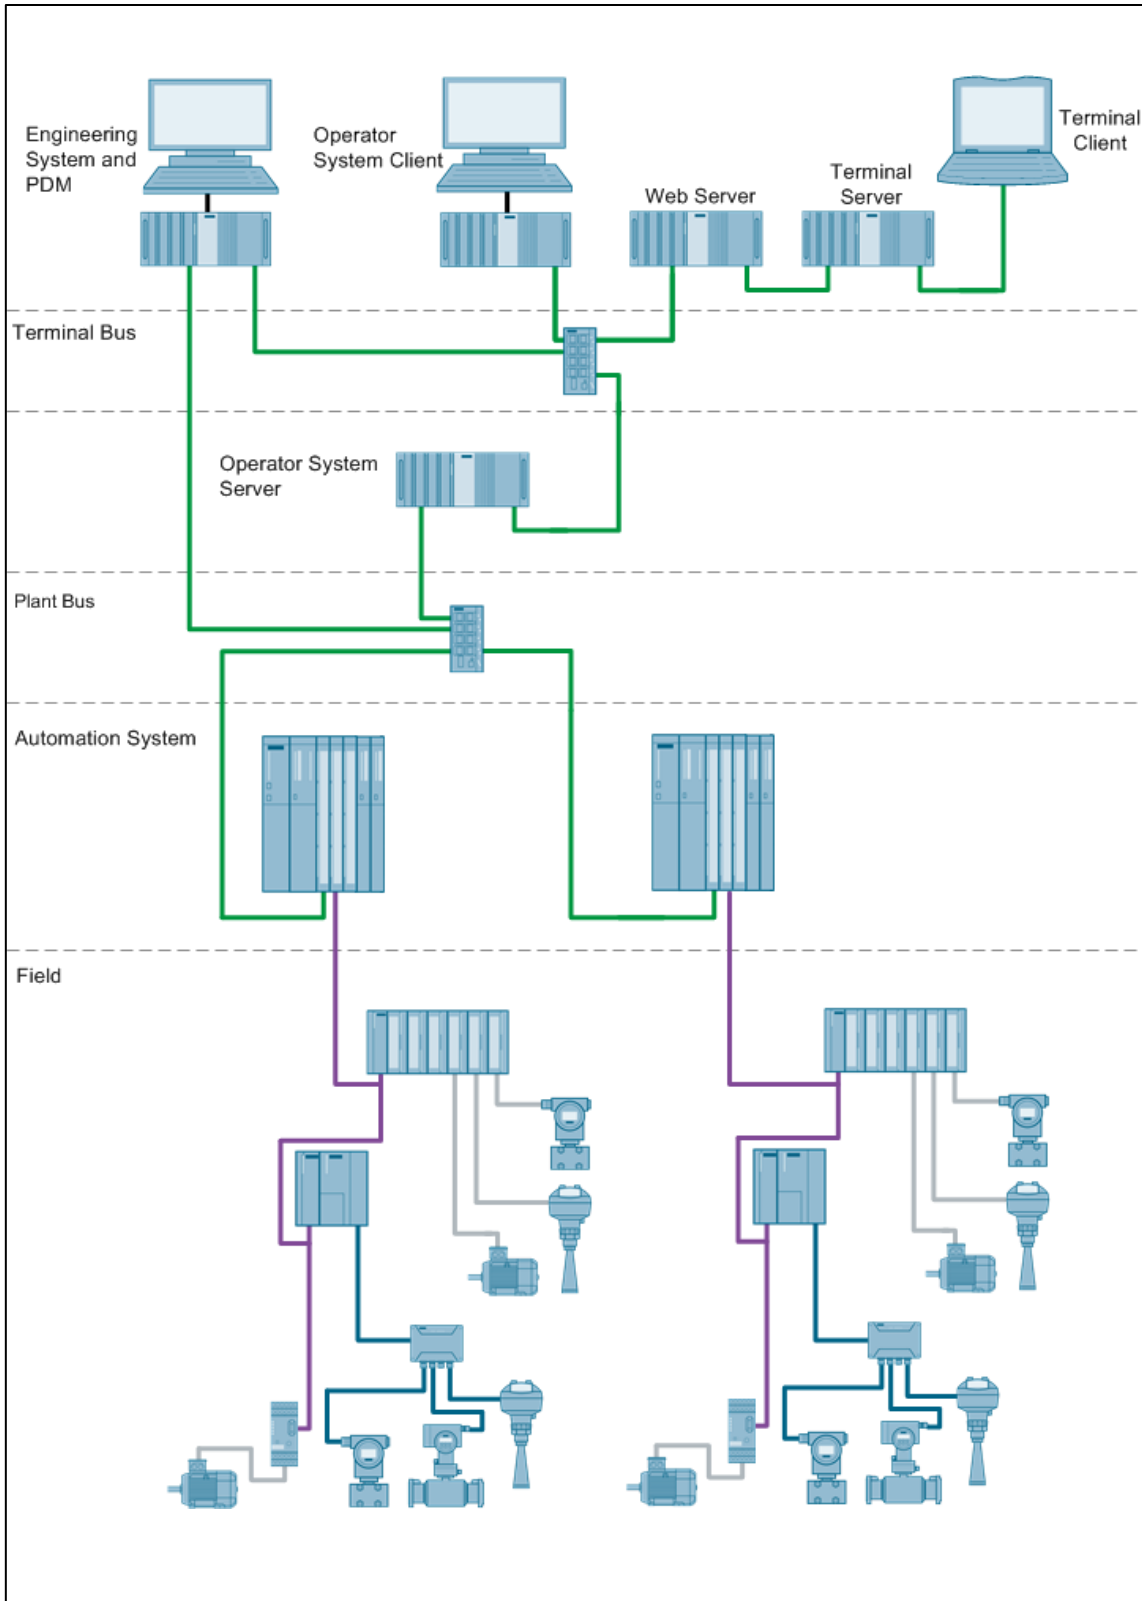 Engineering
System and
PDM
Operator
System Client
Web Server
Terminal
Server
Terminal
Client
Terminal Bus
Operator System
Server
Plant Bus
Automation System
Field